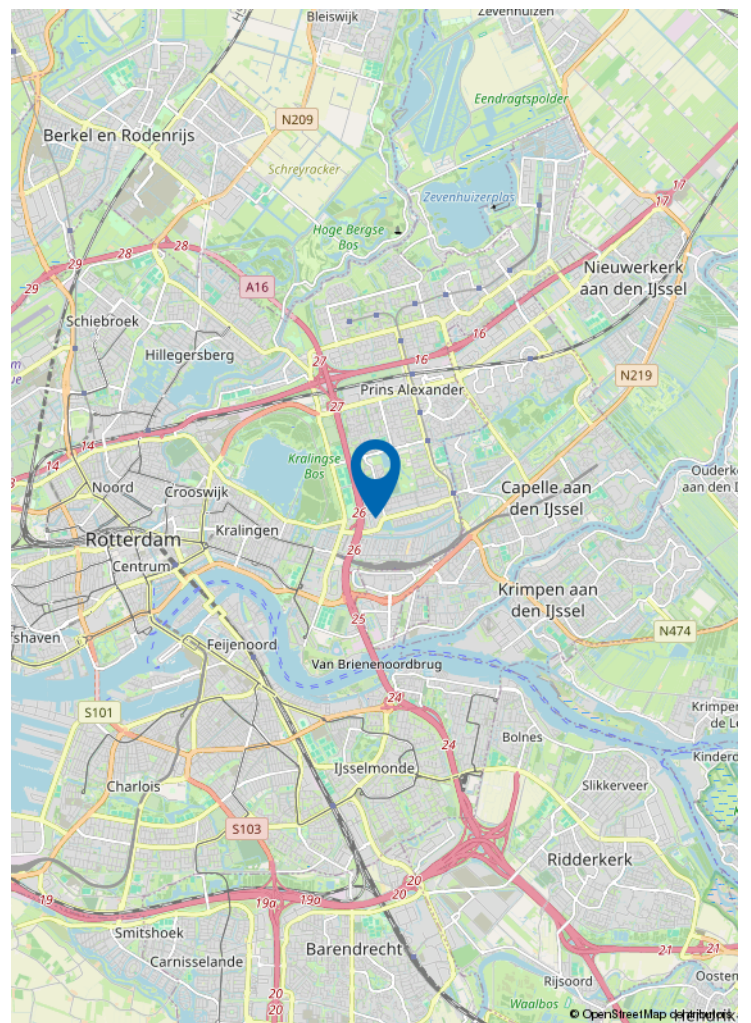 Bleiswijk
Zevenhuizen
Eendragtspolder
N209
Berkel en Rodenrijs
Schreyracker
17
Zevenhuizerplas
17
Hoge Bergse
Bos
28
28
29
Nieuwerkerk
aan den IJssel
29
A16
Schiebroek
16
Hillegersberg
27
16
N219
Prins Alexander
27
14
Kralingse
Bos
14
Noord
Crooswijk
Capelle aan
den IJssel
26
Rotterdam
Kralingen
26
Centrum
Krimpen aan
den IJssel
25
N474
Feijenoord
Van Brienenoordbrug
24
S101
Krimpen
24
Bolnes
IJsselmonde
Charlois
Slikkerveer
S103
Ridderkerk
20
20
19
19a
19a
Smitshoek
Barendrecht
21
21
Carnisselande
Rijsoord
20
20
Waalbos
© OpenStreetMap contributors